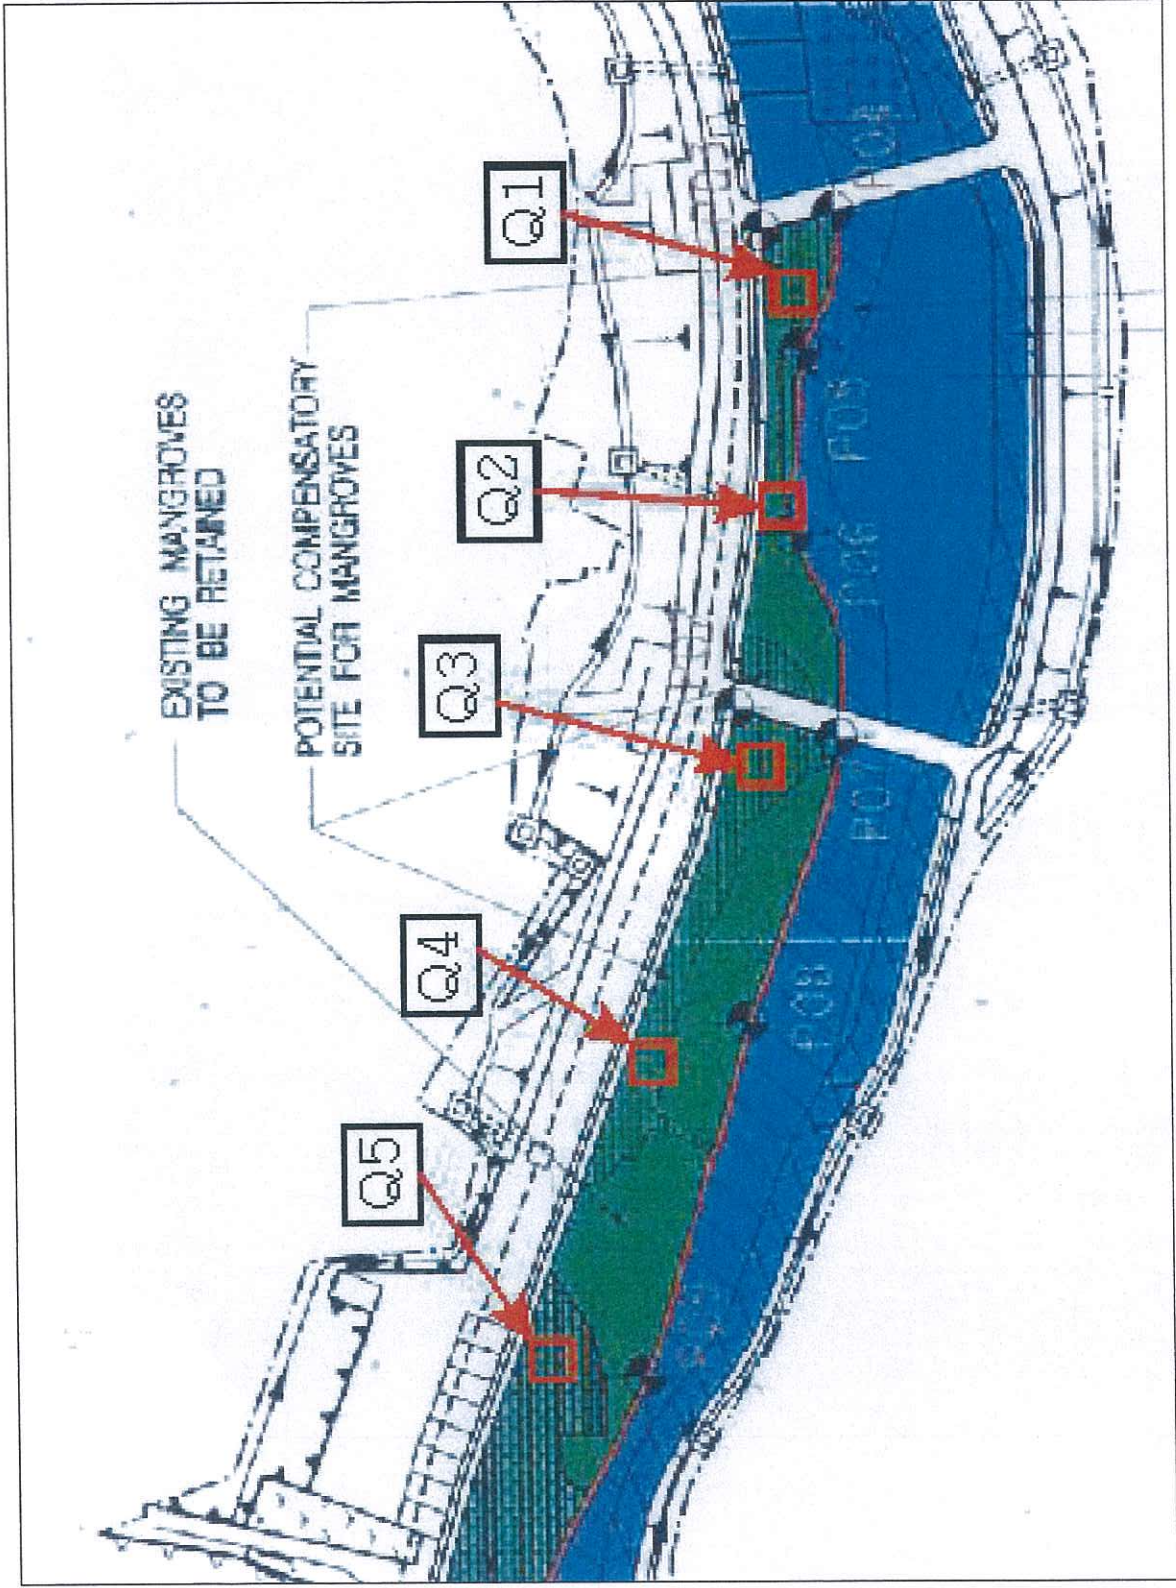 EXISTING MANGROVES
TO BE RETAINED
POTENTIAL COMPENSATORY
SITE FOR MANGROVES
Q5
Q4
Q3
Q2
Q1
P08
P07
P06
P05
P04